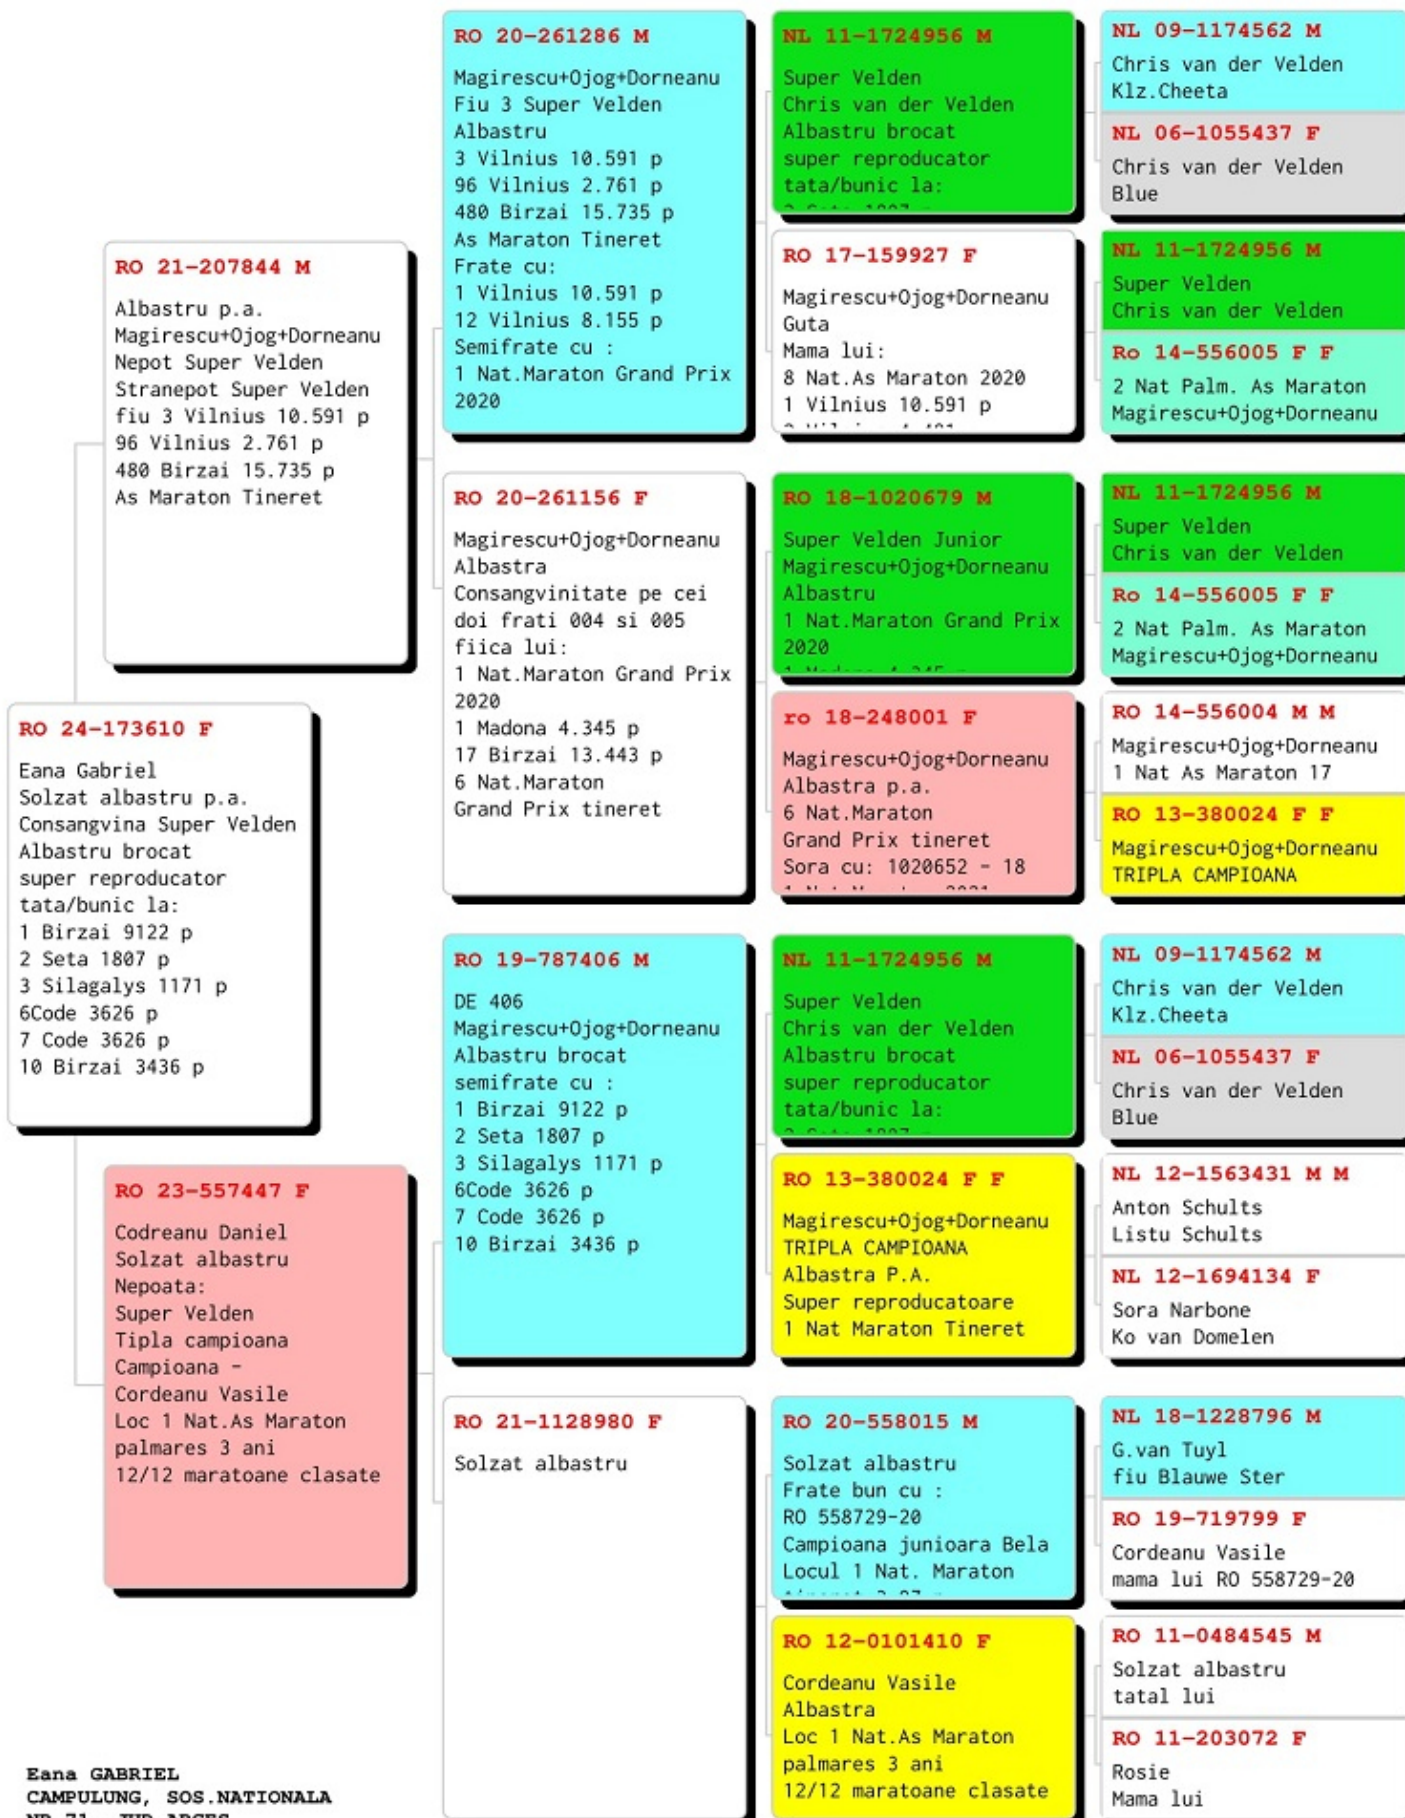 RO 24-173610 F
Eana Gabriel
Solzat albastru p.a.
Consangvina Super Velden
Albastru brocat
super reproducator
tata/bunic la:
1 Birzai 9122 p
2 Seta 1807 p
3 Silagalys 1171 p
6Code 3626 p
7 Code 3626 p
10 Birzai 3436 p
RO 21-207844 M
Albastru p.a.
Magirescu+Ojog+Dorneanu
Nepot Super Velden
Stranepot Super Velden
fiu 3 Vilnius 10.591 p
96 Vilnius 2.761 p
480 Birzai 15.735 p
As Maraton Tineret
RO 23-557447 F
Codreanu Daniel
Solzat albastru
Nepoata:
Super Velden
Tipla campioana
Campioana -
Cordeanu Vasile
Loc 1 Nat.As Maraton
palmares 3 ani
12/12 maratoane clasate
RO 20-261286 M
Magirescu+Ojog+Dorneanu
Fiu 3 Super Velden
Albastru
3 Vilnius 10.591 p
96 Vilnius 2.761 p
480 Birzai 15.735 p
As Maraton Tineret
Frate cu:
1 Vilnius 10.591 p
12 Vilnius 8.155 p
Semifrate cu :
1 Nat.Maraton Grand Prix
2020
RO 20-261156 F
Magirescu+Ojog+Dorneanu
Albastra
Consangvinitate pe cei
doi frati 004 si 005
fiica lui:
1 Nat.Maraton Grand Prix
2020
1 Madona 4.345 p
17 Birzai 13.443 p
6 Nat.Maraton
Grand Prix tineret
RO 19-787406 M
DE 406
Magirescu+Ojog+Dorneanu
Albastru brocat
semifrate cu :
1 Birzai 9122 p
2 Seta 1807 p
3 Silagalys 1171 p
6Code 3626 p
7 Code 3626 p
10 Birzai 3436 p
RO 21-1128980 F
Solzat albastru
NL 11-1724956 M
Super Velden
Chris van der Velden
Albastru brocat
super reproducator
tata/bunic la:
RO 17-159927 F
Magirescu+Ojog+Dorneanu
Guta
Mama lui:
8 Nat.As Maraton 2020
1 Vilnius 10.591 p
RO 18-1020679 M
Super Velden Junior
Magirescu+Ojog+Dorneanu
Albastru
1 Nat.Maraton Grand Prix
2020
ro 18-248001 F
Magirescu+Ojog+Dorneanu
Albastra p.a.
6 Nat.Maraton
Grand Prix tineret
Sora cu: 1020652 - 18
NL 11-1724956 M
Super Velden
Chris van der Velden
Albastru brocat
super reproducator
tata/bunic la:
RO 13-380024 F F
Magirescu+Ojog+Dorneanu
TRIPLA CAMPIOANA
Albastra P.A.
Super reproducatoare
1 Nat Maraton Tineret
RO 20-558015 M
Solzat albastru
Frate bun cu :
RO 558729-20
Campioana junioara Bela
Locul 1 Nat. Maraton
RO 12-0101410 F
Cordeanu Vasile
Albastra
Loc 1 Nat.As Maraton
palmares 3 ani
12/12 maratoane clasate
NL 09-1174562 M
Chris van der Velden
Klz.Cheeta
NL 06-1055437 F
Chris van der Velden
Blue
NL 11-1724956 M
Super Velden
Chris van der Velden
Ro 14-556005 F F
2 Nat Palm. As Maraton
Magirescu+Ojog+Dorneanu
NL 11-1724956 M
Super Velden
Chris van der Velden
Ro 14-556005 F F
2 Nat Palm. As Maraton
Magirescu+Ojog+Dorneanu
RO 14-556004 M M
Magirescu+Ojog+Dorneanu
1 Nat As Maraton 17
RO 13-380024 F F
Magirescu+Ojog+Dorneanu
TRIPLA CAMPIOANA
NL 09-1174562 M
Chris van der Velden
Klz.Cheeta
NL 06-1055437 F
Chris van der Velden
Blue
NL 12-1563431 M M
Anton Schults
Listu Schults
NL 12-1694134 F
Sora Narbone
Ko van Domelen
NL 18-1228796 M
G.van Tuyl
fiu Blauwe Ster
RO 19-719799 F
Cordeanu Vasile
mama lui RO 558729-20
RO 11-0484545 M
Solzat albastru
tatal lui
RO 11-203072 F
Rosie
Mama lui
Eana GABRIEL
CAMPULUNG, SOS.NATIONALA